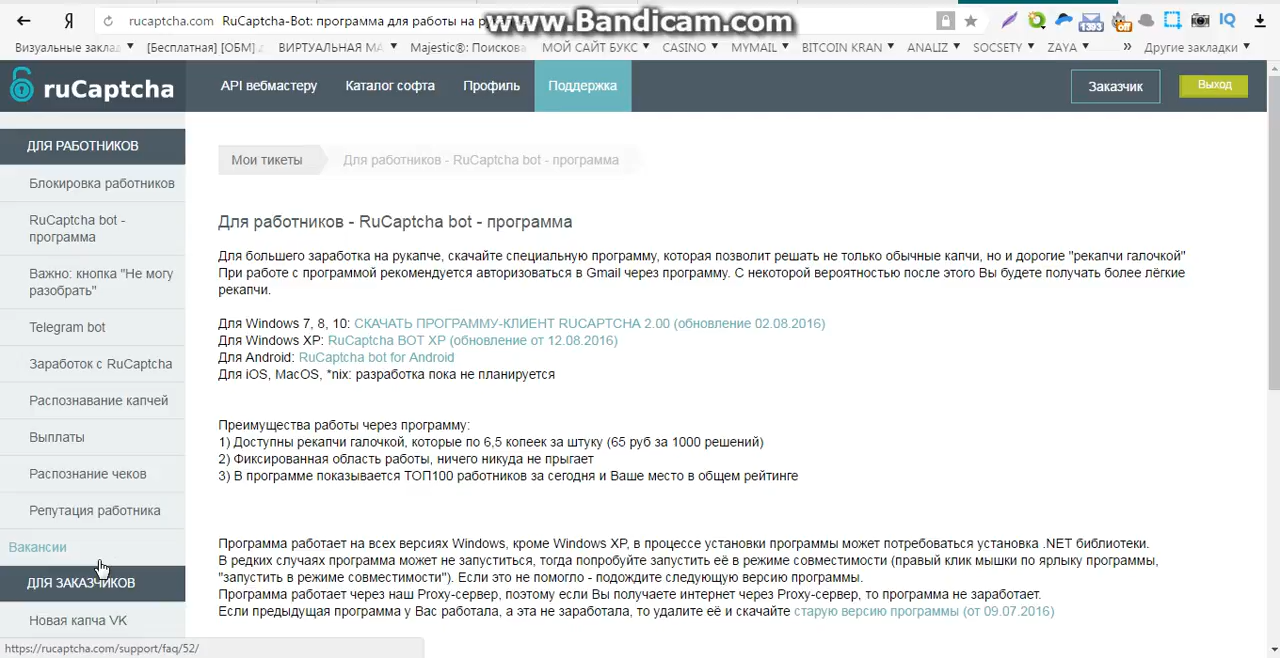 rucaptcha.com RuCaptcha-Bot: программа для работы на
www.Bandicam.com
1393
off
IQ
[Бесплатная] [ОБМ]
ВИРТУАЛЬНАЯ МА
Majestic®: Поискова
МОЙ САЙТ БУКС
CASINO
MYMAIL
BITCOIN KRAN
ANALIZ
SOCSETY
ZAYA
Другие закладки
ruCaptcha
API вебмастеру
Каталог софта
Профиль
Поддержка
Заказчик
Выход
ДЛЯ РАБОТНИКОВ
Блокировка работников
RuCaptcha bot -
программа
Важно: кнопка "Не могу
разобрать"
Telegram bot
Заработок с RuCaptcha
Распознавание капчей
Выплаты
Распознание чеков
Репутация работника
Вакансии
ДЛЯ ЗАКАЗЧИКОВ
Новая капча VK
https://rucaptcha.com/support/faq/52/
Мои тикеты
Для работников - RuCaptcha bot - программа
Для работников - RuCaptcha bot - программа
Для большего заработка на рукапче, скачайте специальную программу, которая позволит решать не только обычные капчи, но и дорогие "рекапчи галочкой"
При работе с программой рекомендуется авторизоваться в Gmail через программу. С некоторой вероятностью после этого Вы будете получать более лёгкие
рекапчи.
Для Windows 7, 8, 10: СКАЧАТЬ ПРОГРАММУ-КЛИЕНТ RUCAPTCHA 2.00 (обновление 02.08.2016)
Для Windows XP: RuCaptcha BOT XP (обновление от 12.08.2016)
Для Android: RuCaptcha bot for Android
Для iOS, MacOS, *nix: разработка пока не планируется
Преимущества работы через программу:
1) Доступны рекапчи галочкой, которые по 6,5 копеек за штуку (65 руб за 1000 решений)
2) Фиксированная область работы, ничего никуда не прыгает
3) В программе показывается ТОП100 работников за сегодня и Ваше место в общем рейтинге
Программа работает на всех версиях Windows, кроме Windows XP, в процессе установки программы может потребоваться установка .NET библиотеки.
В редких случаях программа может не запуститься, тогда попробуйте запустить её в режиме совместимости (правый клик мышки по ярлыку программы,
"запустить в режиме совместимости"). Если это не помогло - подождите следующую версию программы.
Программа работает через наш Proxy-сервер, поэтому если Вы получаете интернет через Proxy-сервер, то программа не заработает.
Если предыдущая программа у Вас работала, а эта не заработала, то удалите её и скачайте старую версию программы (от 09.07.2016)